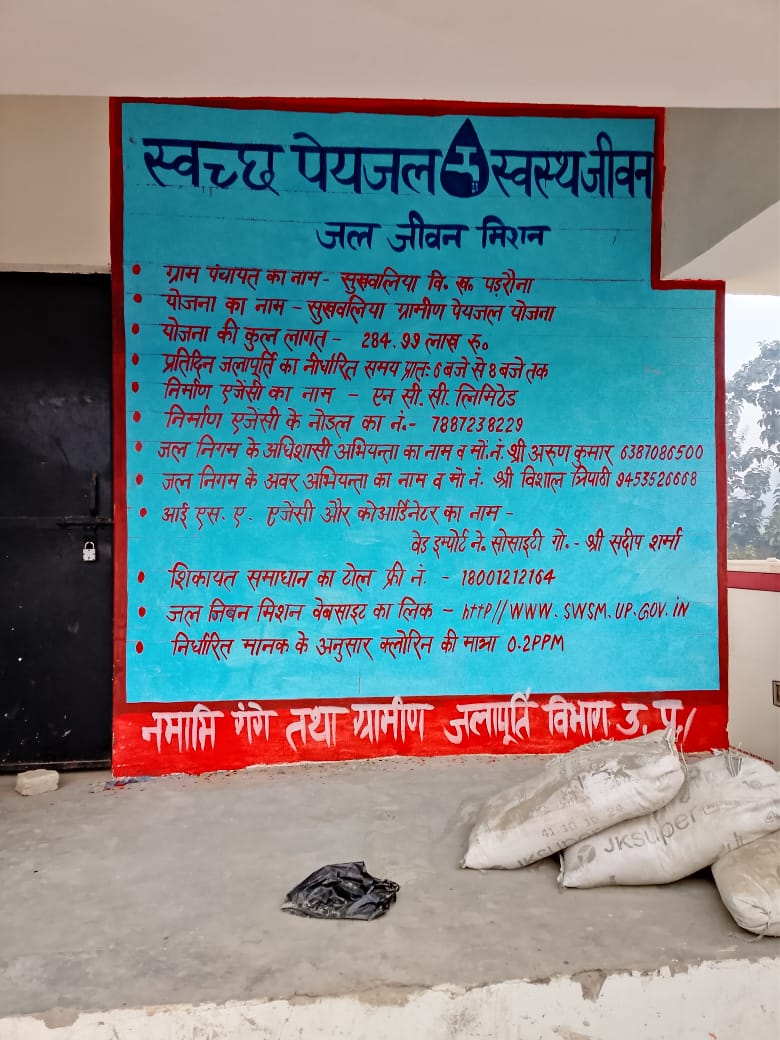 स्वच्छ पेयजल स्वस्थ जीवन
जल जीवन मिशन
• ग्राम पंचायत का नाम - सुखवलिया वि. ख. पड़रौना
• योजना का नाम - सुखवलिया ग्रामीण पेयजल योजना
• योजना की कुल लागत - 284.99 लाख रु.
• प्रतिदिन जलापूर्ति का र्नीधारित समय प्रातः 6 बजे से 8 बजे तक
• निर्माण एजेंसी का नाम - एन सी. सी. लिमिटेड
• निर्माण एजेंसी के नोडल का नं.- 7887238229
• जल निगम के अधिशासी अभियन्ता का नाम व मों.नं. श्री अरुण कुमार 6387086500
• जल निगम के अवर अभियन्ता का नाम व मो नं. श्री विशाल त्रिपाठी 9453526668
• आई एस. ए. एजेंसी और कोआर्डिनेटर का नाम -
वेड इम्पोर्ट ने. सोसाइटी गो. - श्री सदीप शर्मा
• शिकायत समाधान का टोल फ्री नं. - 18001212164
• जल जिवन मिशन वेबसाइट का लिंक - http//WWW.SWSM.UP.GOV.IN
• निर्धारित मानक के अनुसार क्लोरिन की मात्रा 0.2PPM
नमामि गंगे तथा ग्रामीण जलापूर्ति विभाग उ. प्र./
JKsuper